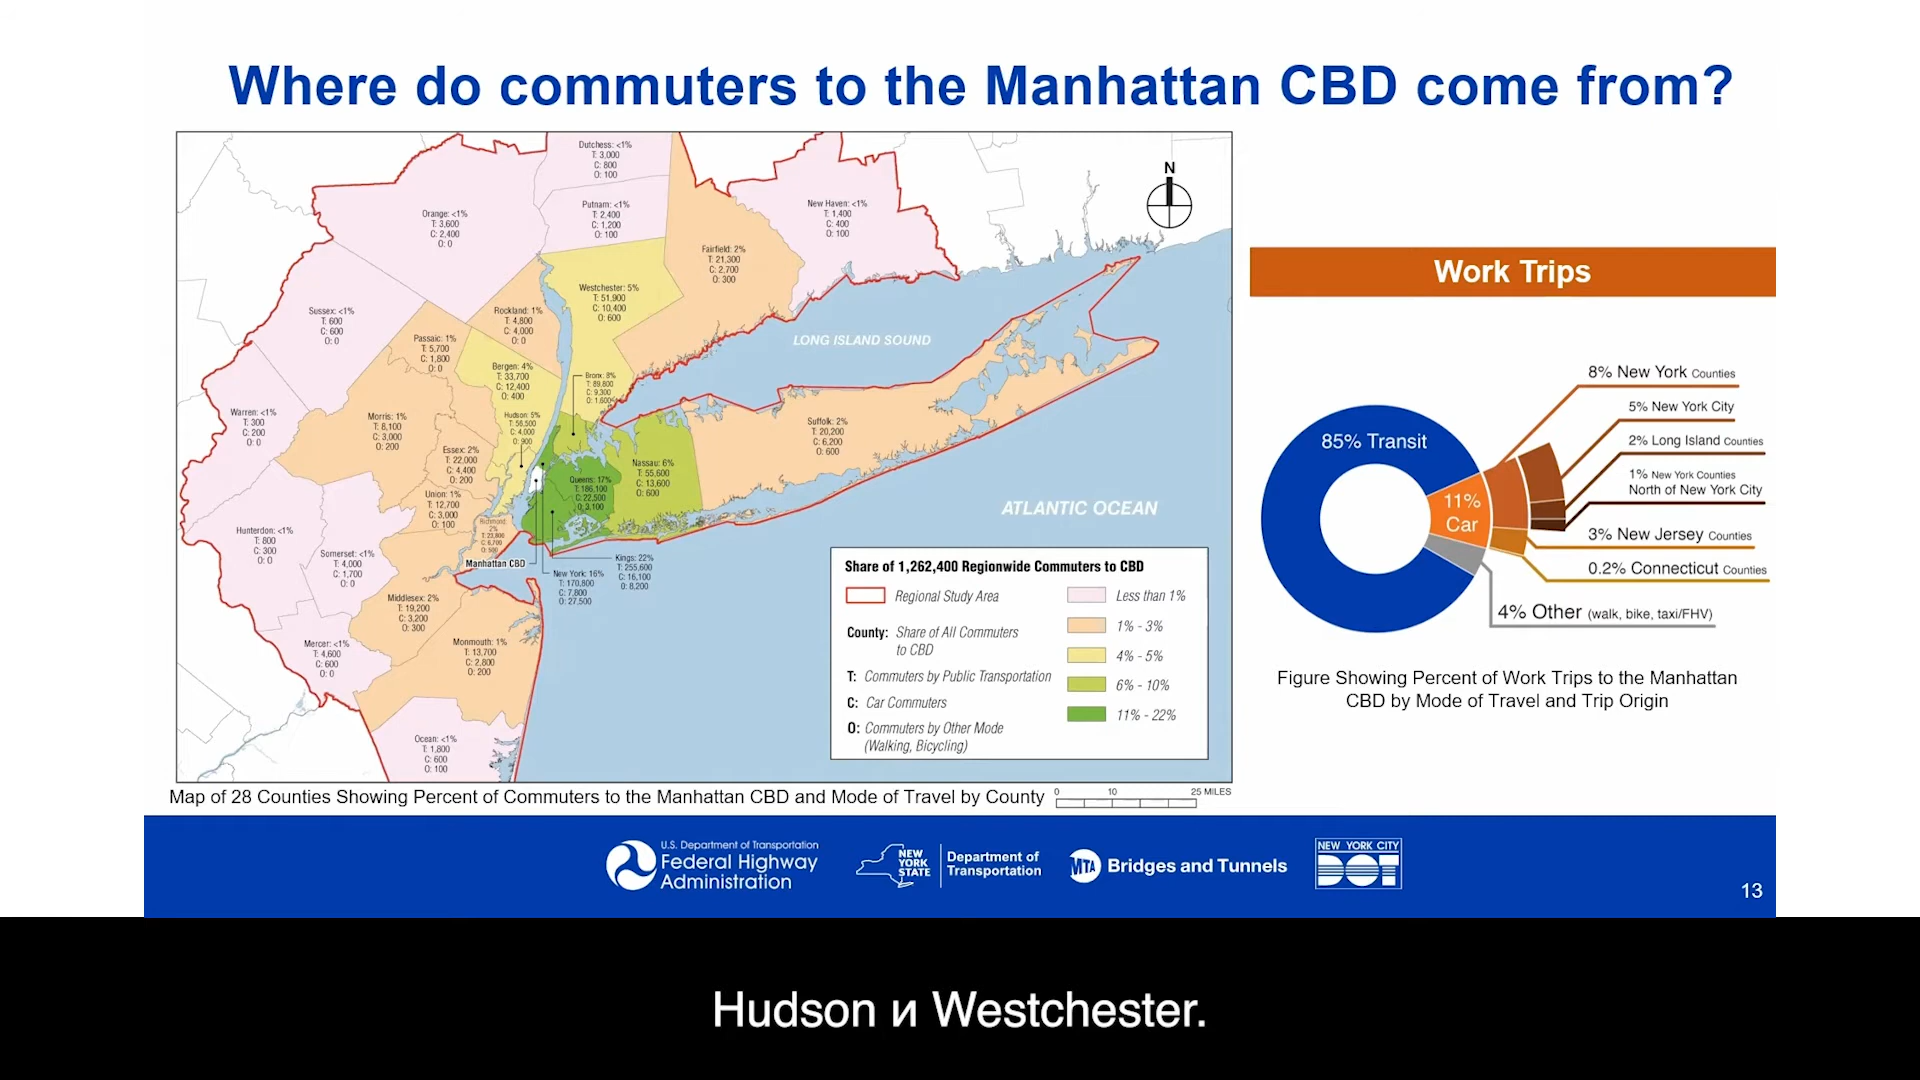 Where do commuters to the Manhattan CBD come from?
Dutchess: <1%
T: 3,000
C: 800
O: 100
Putnam: <1%
T: 2,400
C: 1,200
O: 100
New Haven: <1%
T: 1,400
C: 400
O: 100
N
Orange: <1%
T: 3,600
C: 2,400
O: 0
Fairfield: 2%
T: 21,300
C: 2,700
O: 300
Westchester: 5%
T: 51,900
C: 10,400
O: 600
Sussex: <1%
T: 600
C: 600
O: 0
Rockland: 1%
T: 4,800
C: 4,000
O: 0
Passaic: 1%
T: 5,700
C: 1,800
O: 0
LONG ISLAND SOUND
Bergen: 4%
T: 33,700
C: 12,400
O: 400
Bronx: 8%
T: 89,800
C: 9,300
O: 1,600
Warren: <1%
T: 300
C: 200
O: 0
Morris: 1%
T: 8,100
C: 3,000
O: 200
Hudson: 5%
T: 56,500
C: 4,000
O: 900
Suffolk: 2%
T: 20,200
C: 6,200
O: 600
Essex: 2%
T: 22,000
C: 4,400
O: 200
Nassau: 6%
T: 55,600
C: 13,600
O: 600
Queens: 17%
T: 186,100
C: 22,500
O: 3,100
Union: 1%
T: 12,700
C: 3,000
O: 100
ATLANTIC OCEAN
Richmond:
2%
T: 23,800
C: 6,700
O: 500
Hunterdon: <1%
T: 800
C: 300
O: 0
Somerset: <1%
T: 4,000
C: 1,700
O: 0
Manhattan CBD
Kings: 22%
T: 255,600
C: 16,100
O: 8,200
New York: 16%
T: 170,800
C: 7,800
O: 27,500
Middlesex: 2%
T: 19,200
C: 3,200
O: 300
Mercer: <1%
T: 4,600
C: 600
O: 0
Monmouth: 1%
T: 13,700
C: 2,800
O: 200
Ocean: <1%
T: 1,800
C: 600
O: 100
Share of 1,262,400 Regionwide Commuters to CBD
Regional Study Area
County: Share of All Commuters
to CBD
T: Commuters by Public Transportation
C: Car Commuters
O: Commuters by Other Mode
(Walking, Bicycling)
Less than 1%
1% - 3%
4% - 5%
6% - 10%
11% - 22%
Map of 28 Counties Showing Percent of Commuters to the Manhattan CBD and Mode of Travel by County
0 10 25 MILES
Work Trips
85% Transit
11%
Car
8% New York Counties
5% New York City
2% Long Island Counties
1% New York Counties
North of New York City
3% New Jersey Counties
0.2% Connecticut Counties
4% Other (walk, bike, taxi/FHV)
Figure Showing Percent of Work Trips to the Manhattan
CBD by Mode of Travel and Trip Origin
U.S. Department of Transportation
Federal Highway
Administration
NEW
YORK
STATE
Department of
Transportation
MTA Bridges and Tunnels
NEW YORK CITY
DOT
13
Hudson и Westchester.